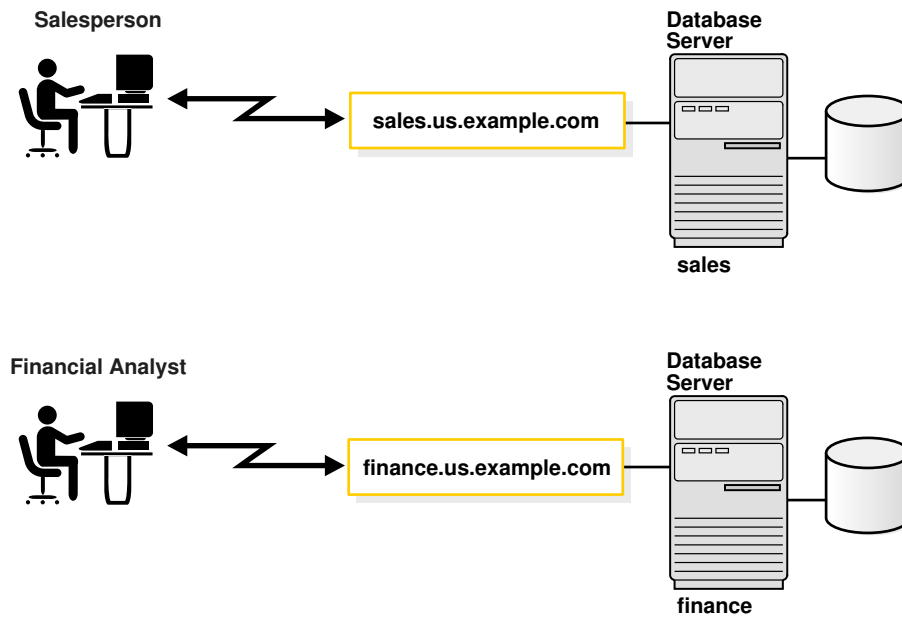 Salesperson
Database
Server
sales.us.example.com
sales
Financial Analyst
Database
Server
finance.us.example.com
finance